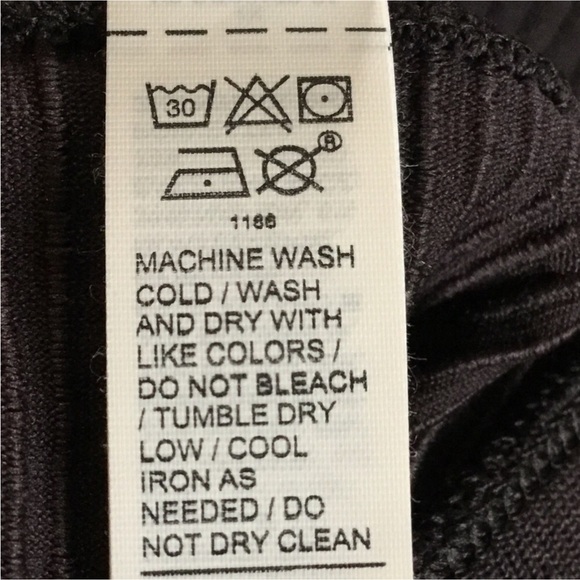 30
®
1166
MACHINE WASH
COLD / WASH
AND DRY WITH
LIKE COLORS /
DO NOT BLEACH
/ TUMBLE DRY
LOW / COOL
IRON AS
NEEDED / DO
NOT DRY CLEAN